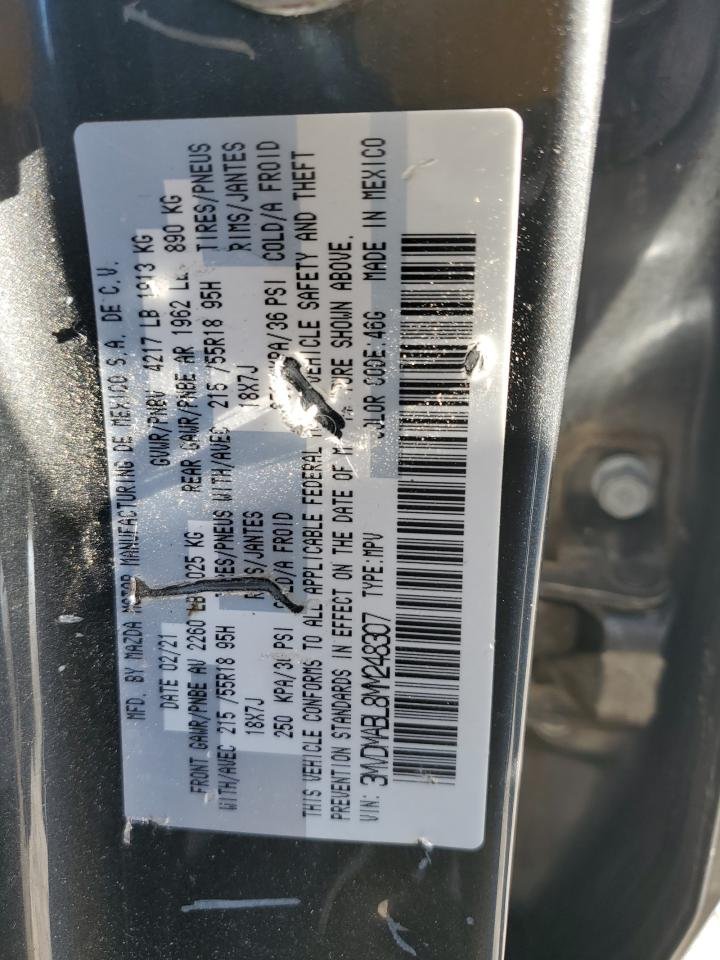 MFD. BY MAZDA MOTOR MANUFACTURING DE MEXICO S.A. DE C.V.
DATE 02/21 GVWR/PNBV 4217 LB 1913 KG
FRONT GAWR/PNBE AV 2260 LB 1025 KG REAR GAWR/PNBE AR 1962 LB 890 KG
WITH/AVEC 215 /55R18 95H TIRES/PNEUS WITH/AVEC 215 /55R18 95H TIRES/PNEUS
18X7J RIMS/JANTES 18X7J RIMS/JANTES
250 KPA/36 PSI COLD/A FROID KPA/36 PSI COLD/A FROID
THIS VEHICLE CONFORMS TO ALL APPLICABLE FEDERAL VEHICLE SAFETY AND THEFT
PREVENTION STANDARDS IN EFFECT ON THE DATE OF SHOWN ABOVE.
VIN: 3MVDMABL8MM248307 TYPE:MPV COLOR CODE:46G MADE IN MEXICO